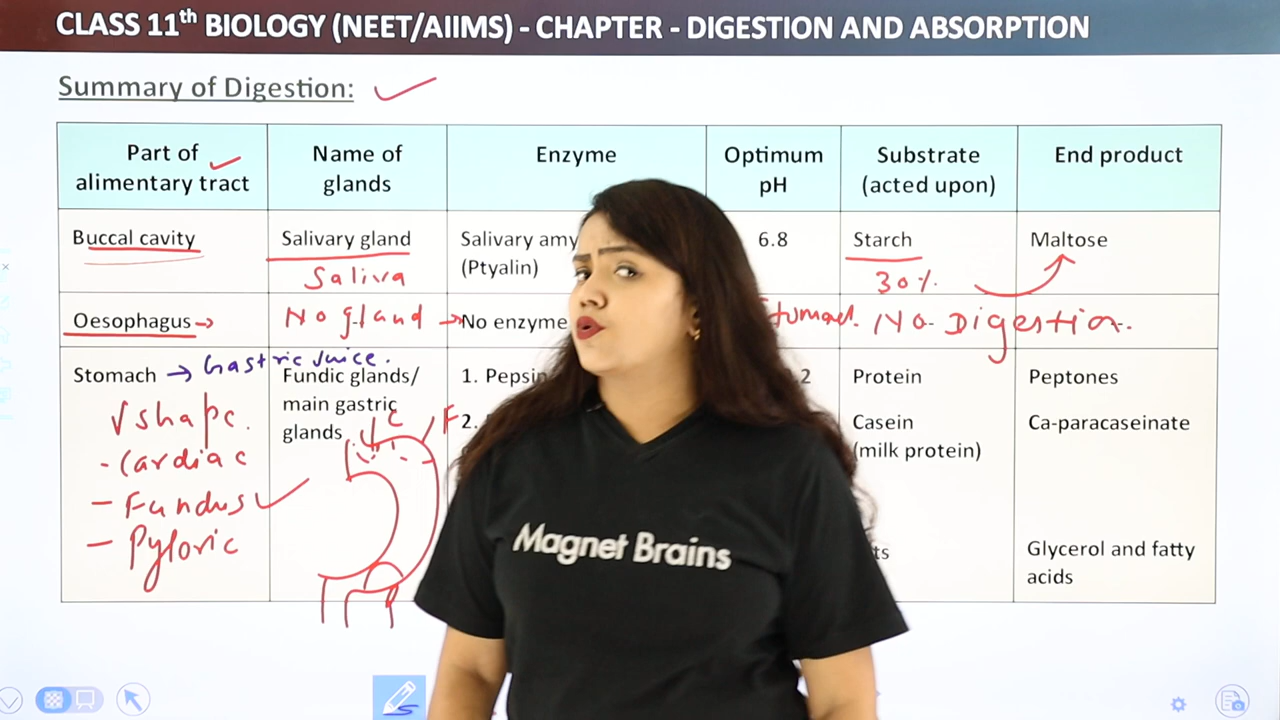 CLASS 11th BIOLOGY (NEET/AIIMS) - CHAPTER - DIGESTION AND ABSORPTION
Summary of Digestion:
Part of alimentary tract
Name of glands
Enzyme
Optimum pH
Substrate (acted upon)
End product
Buccal cavity
Salivary gland
Saliva
Salivary amy
(Ptyalin)
6.8
Starch
30%
Maltose
Oesophagus
No gland
No enzyme
No Digestion.
Stomach
Gastric Juice.
J shape.
- Cardiac
- Fundus
- Pyloric
Fundic glands/
main gastric
glands
C
F
1. Pepsin
2.
2
Protein
Peptones
Casein
(milk protein)
Ca-paracaseinate
ts
Glycerol and fatty
acids
Magnet Brains